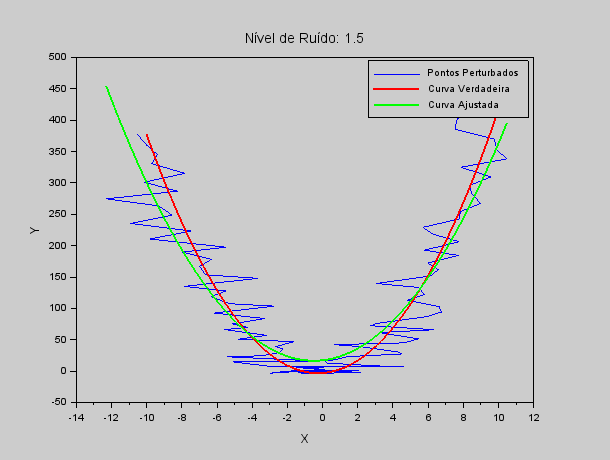 Nível de Ruído: 1.5
Pontos Perturbados
Curva Verdadeira
Curva Ajustada
Y
500
450
400
350
300
250
200
150
100
50
0
-50
-14 -12 -10 -8 -6 -4 -2 0 2 4 6 8 10 12
X